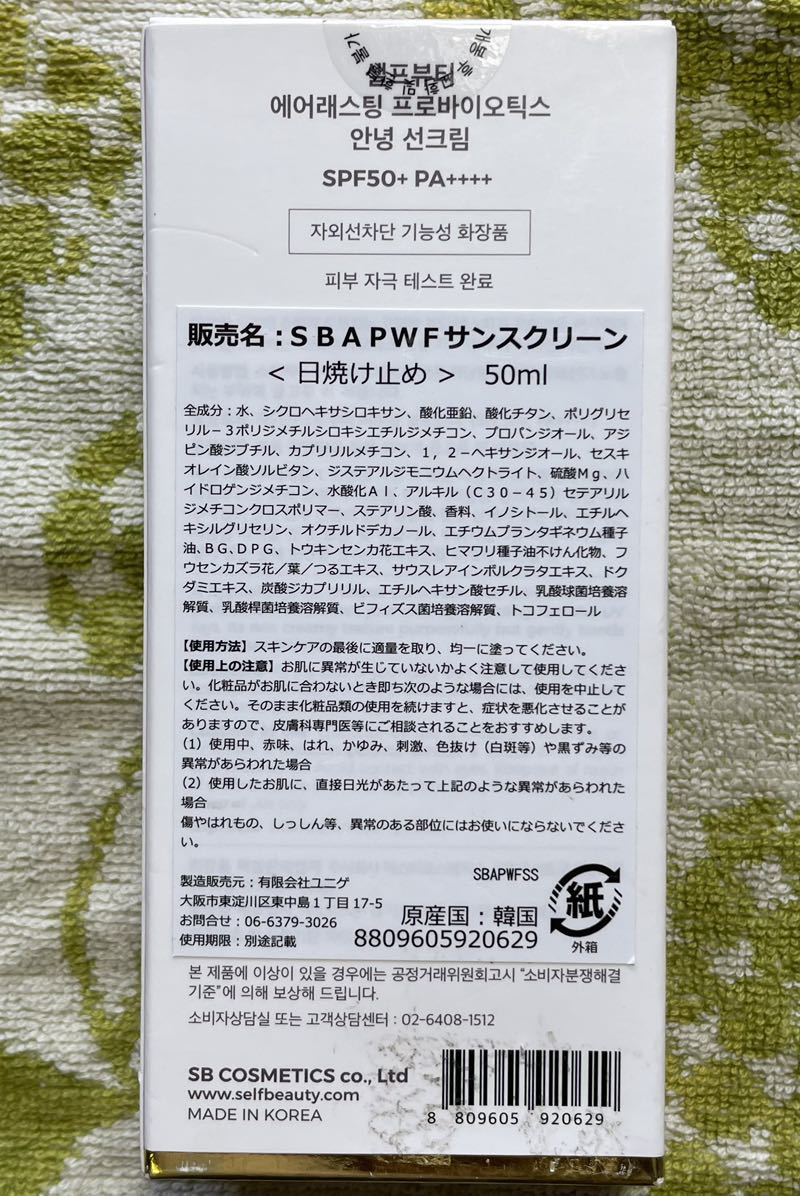 개봉 후
에어래스팅 프로바이오틱스
안녕 선크림
SPF50+ PA++++
자외선차단 기능성 화장품
피부 자극 테스트 완료
販売名：ＳＢＡＰＷＦサンスクリーン
＜日焼け止め＞ 50ml
全成分：水、シクロヘキサシロキサン、酸化亜鉛、酸化チタン、ポリグリセ
リル－３ポリジメチルシロキシエチルジメチコン、プロパンジオール、アジ
ピン酸ジブチル、カプリリルメチコン、１，２－ヘキサンジオール、セスキ
オレイン酸ソルビタン、ジステアルジモニウムヘクトライト、硫酸Ｍｇ、ハ
イドロゲンジメチコン、水酸化Ａｌ、アルキル（Ｃ３０－４５）セテアリル
ジメチコンクロスポリマー、ステアリン酸、香料、イノシトール、エチルヘ
キシルグリセリン、オクチルドデカノール、エチウムプランタギネウム種子
油、ＢＧ、ＤＰＧ、トウキンセンカ花エキス、ヒマワリ種子油不けん化物、フ
ウセンカズラ花／葉／つるエキス、サウスレアインボルクラタエキス、ドク
ダミエキス、炭酸ジカプリリル、エチルヘキサン酸セチル、乳酸球菌培養溶
解質、乳酸桿菌培養溶解質、ビフィズス菌培養溶解質、トコフェロール
【使用方法】スキンケアの最後に適量を取り、均一に塗ってください。
【使用上の注意】お肌に異常が生じていないかよく注意して使用してくださ
い。化粧品がお肌に合わないとき即ち次のような場合には、使用を中止して
ください。そのまま化粧品類の使用を続けますと、症状を悪化させることが
ありますので、皮膚科専門医等にご相談されることをおすすめします。
（1）使用中、赤味、はれ、かゆみ、刺激、色抜け（白斑等）や黒ずみ等の
異常があらわれた場合
（2）使用したお肌に、直接日光があたって上記のような異常があらわれた
場合
傷やはれもの、しっしん等、異常のある部位にはお使いにならないでくださ
い。
製造販売元：有限会社ユニゲ
大阪市東淀川区東中島１丁目17-5
お問合せ：06-6379-3026
使用期限：別途記載
SBAPWFSS
原産国：韓国
8809605920629
紙
外箱
본 제품에 이상이 있을 경우에는 공정거래위원회고시 “소비자분쟁해결
기준”에 의해 보상해 드립니다.
소비자상담실 또는 고객상담센터 : 02-6408-1512
SB COSMETICS co., Ltd
www.selfbeauty.com
MADE IN KOREA
8 809605 920629